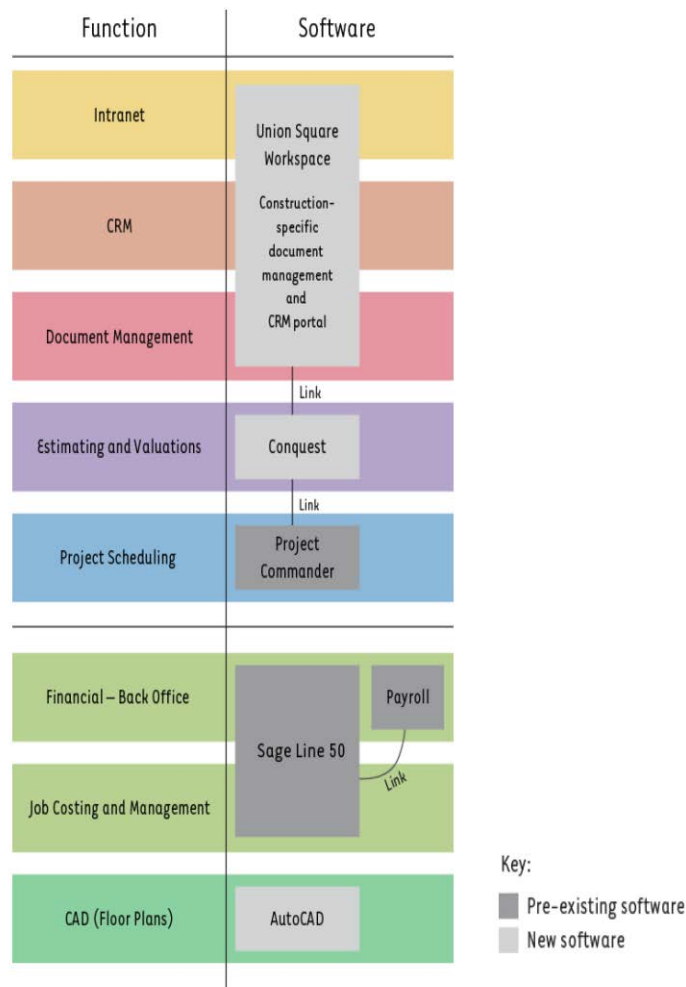 Function
Software
Intranet
Union Square
Workspace
Construction-
specific
document
management
and
CRM portal
CRM
Document Management
Link
Estimating and Valuations
Conquest
Link
Project Scheduling
Project
Commander
Financial – Back Office
Payroll
Sage Line 50
Link
Job Costing and Management
CAD (Floor Plans)
AutoCAD
Key:
Pre-existing software
New software